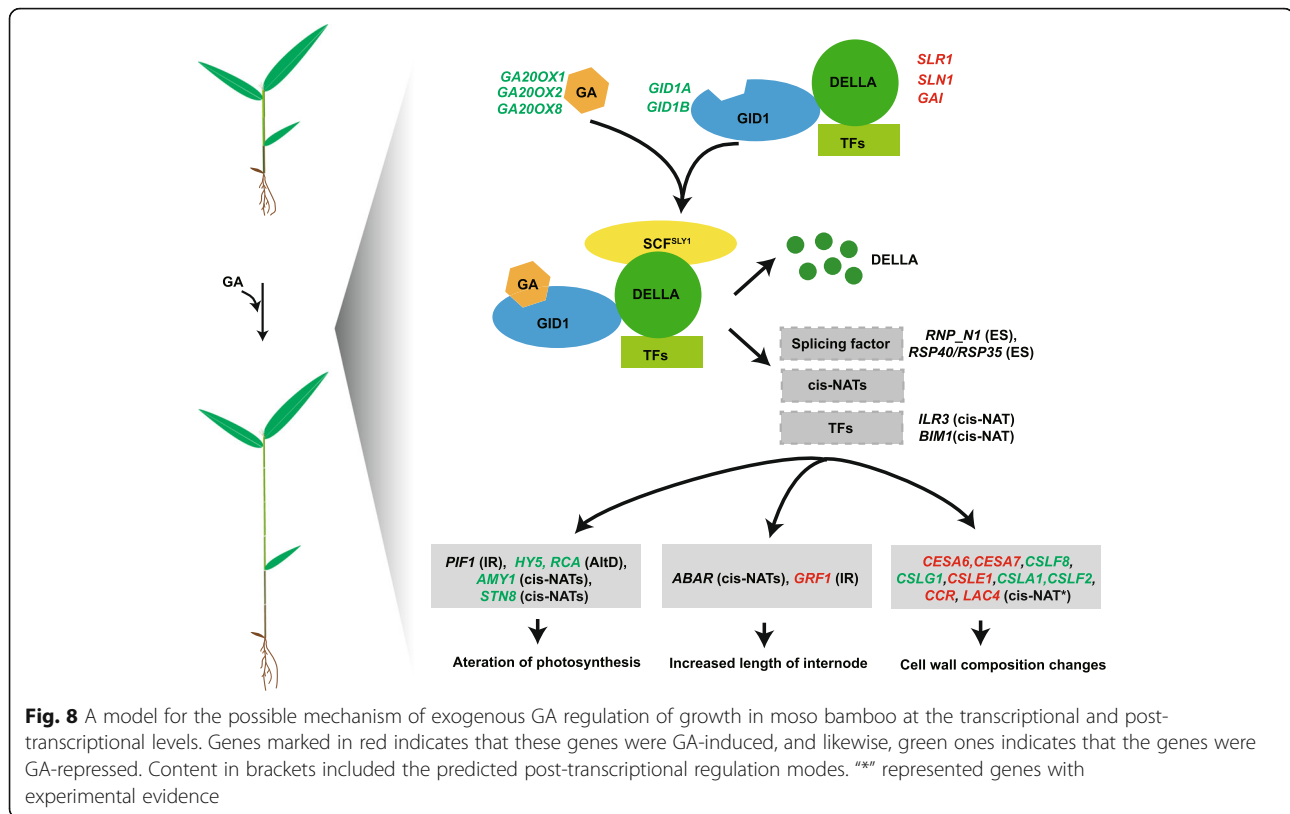 GA20OX1
GA20OX2
GA20OX8
GA
GID1A
GID1B
GID1
DELLA
TFs
SLR1
SLN1
GAI
GA
SCF^SLY1
GA
GID1
DELLA
TFs
DELLA
Splicing factor
RNP_N1 (ES),
RSP40/RSP35 (ES)
cis-NATs
TFs
ILR3 (cis-NAT)
BIM1(cis-NAT)
PIF1 (IR), HY5, RCA (AltD),
AMY1 (cis-NATs),
STN8 (cis-NATs)
ABAR (cis-NATs), GRF1 (IR)
CESA6,CESA7,CSLF8,
CSLG1,CSLE1,CSLA1,CSLF2,
CCR, LAC4 (cis-NAT*)
Ateration of photosynthesis
Increased length of internode
Cell wall composition changes
Fig. 8 A model for the possible mechanism of exogenous GA regulation of growth in moso bamboo at the transcriptional and post-
transcriptional levels. Genes marked in red indicates that these genes were GA-induced, and likewise, green ones indicates that the genes were
GA-repressed. Content in brackets included the predicted post-transcriptional regulation modes. “*” represented genes with
experimental evidence